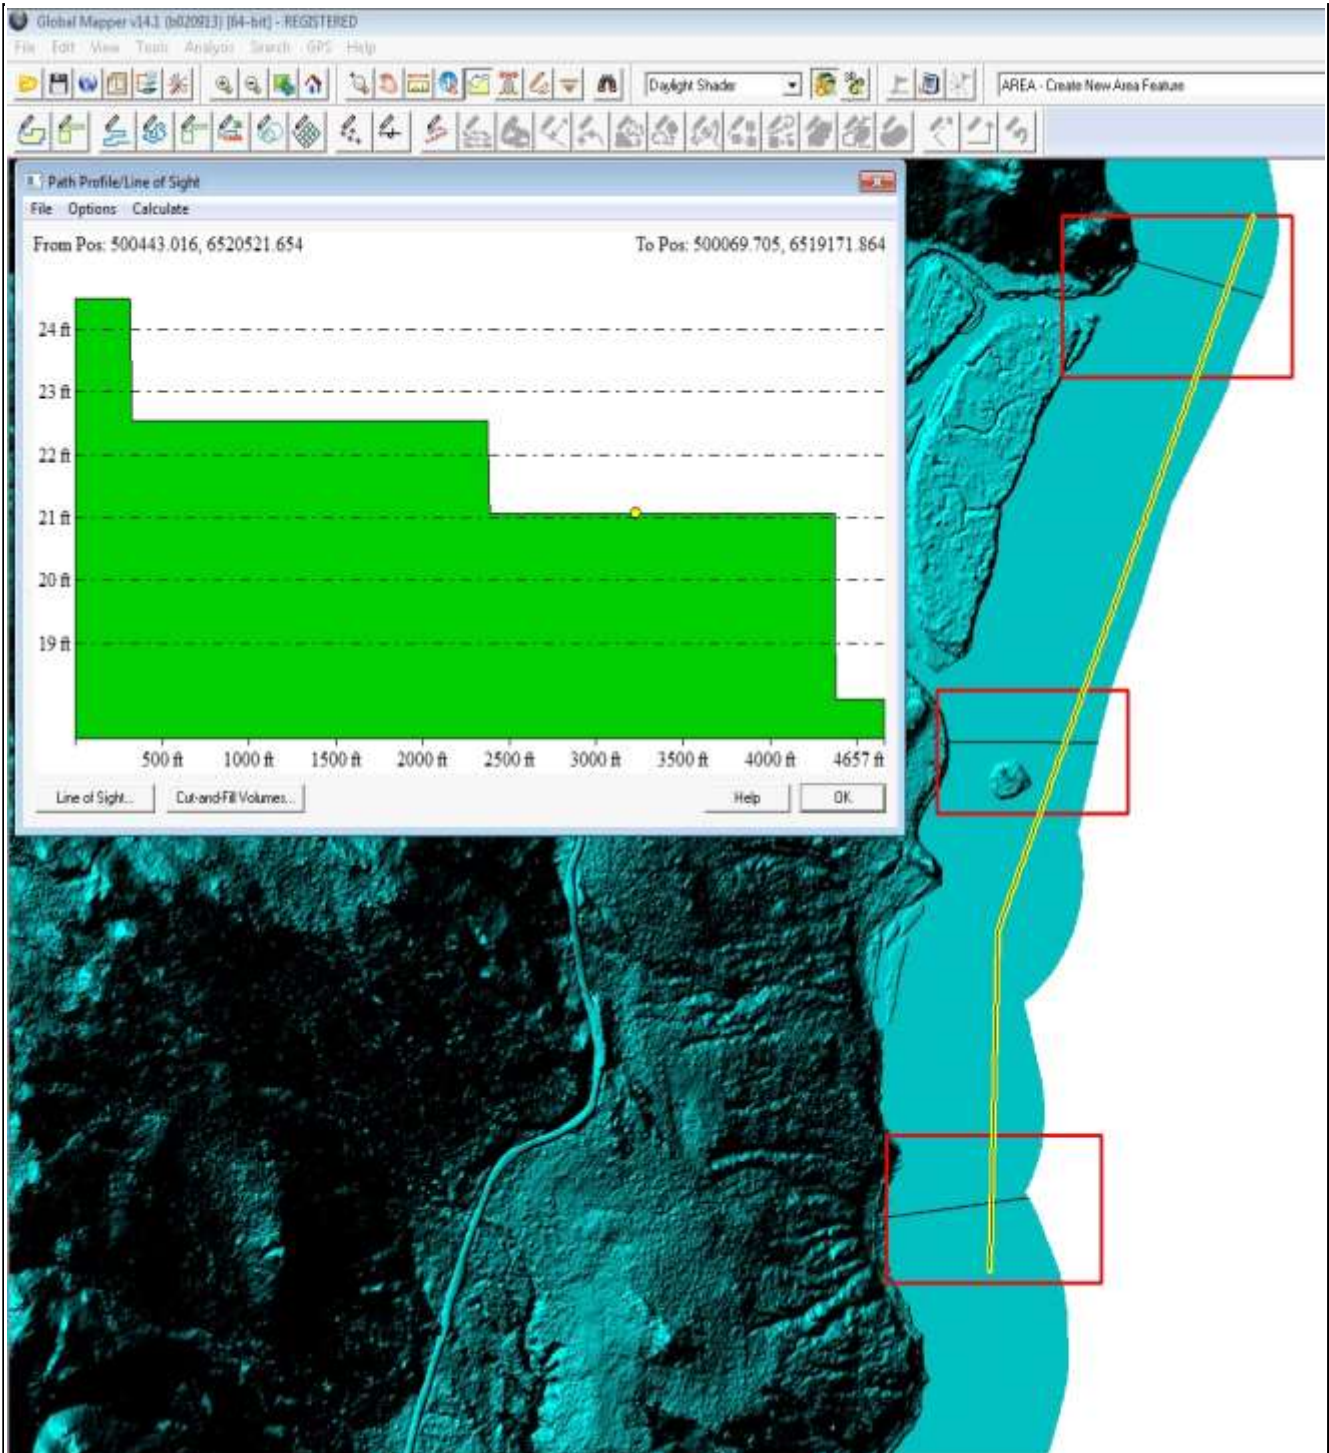 Global Mapper v14.1 (b020913) [64-bit] - REGISTERED
File Edit View Tools Analysis Search GPS Help
Daylight Shader
AREA - Create New Area Feature
Path Profile/Line of Sight
File Options Calculate
From Pos: 500443.016, 6520521.654 To Pos: 500069.705, 6519171.864
24 ft
23 ft
22 ft
21 ft
20 ft
19 ft
500 ft 1000 ft 1500 ft 2000 ft 2500 ft 3000 ft 3500 ft 4000 ft 4657 ft
Line of Sight... Cut-and-Fill Volumes... Help OK